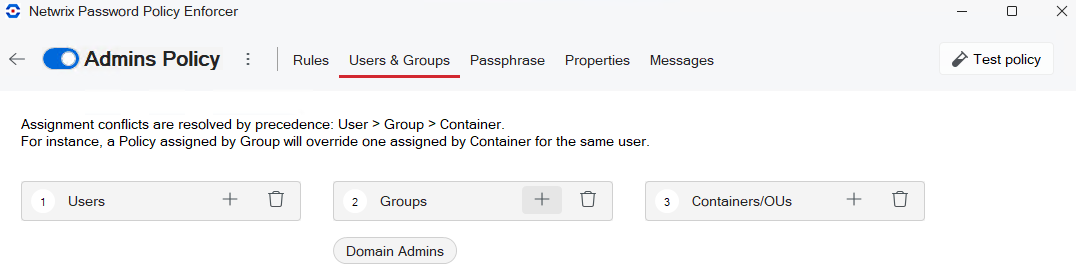 Netwrix Password Policy Enforcer
Admins Policy Rules Users & Groups Passphrase Properties Messages Test policy
Assignment conflicts are resolved by precedence: User > Group > Container.
For instance, a Policy assigned by Group will override one assigned by Container for the same user.
1 Users 2 Groups 3 Containers/OUs
Domain Admins